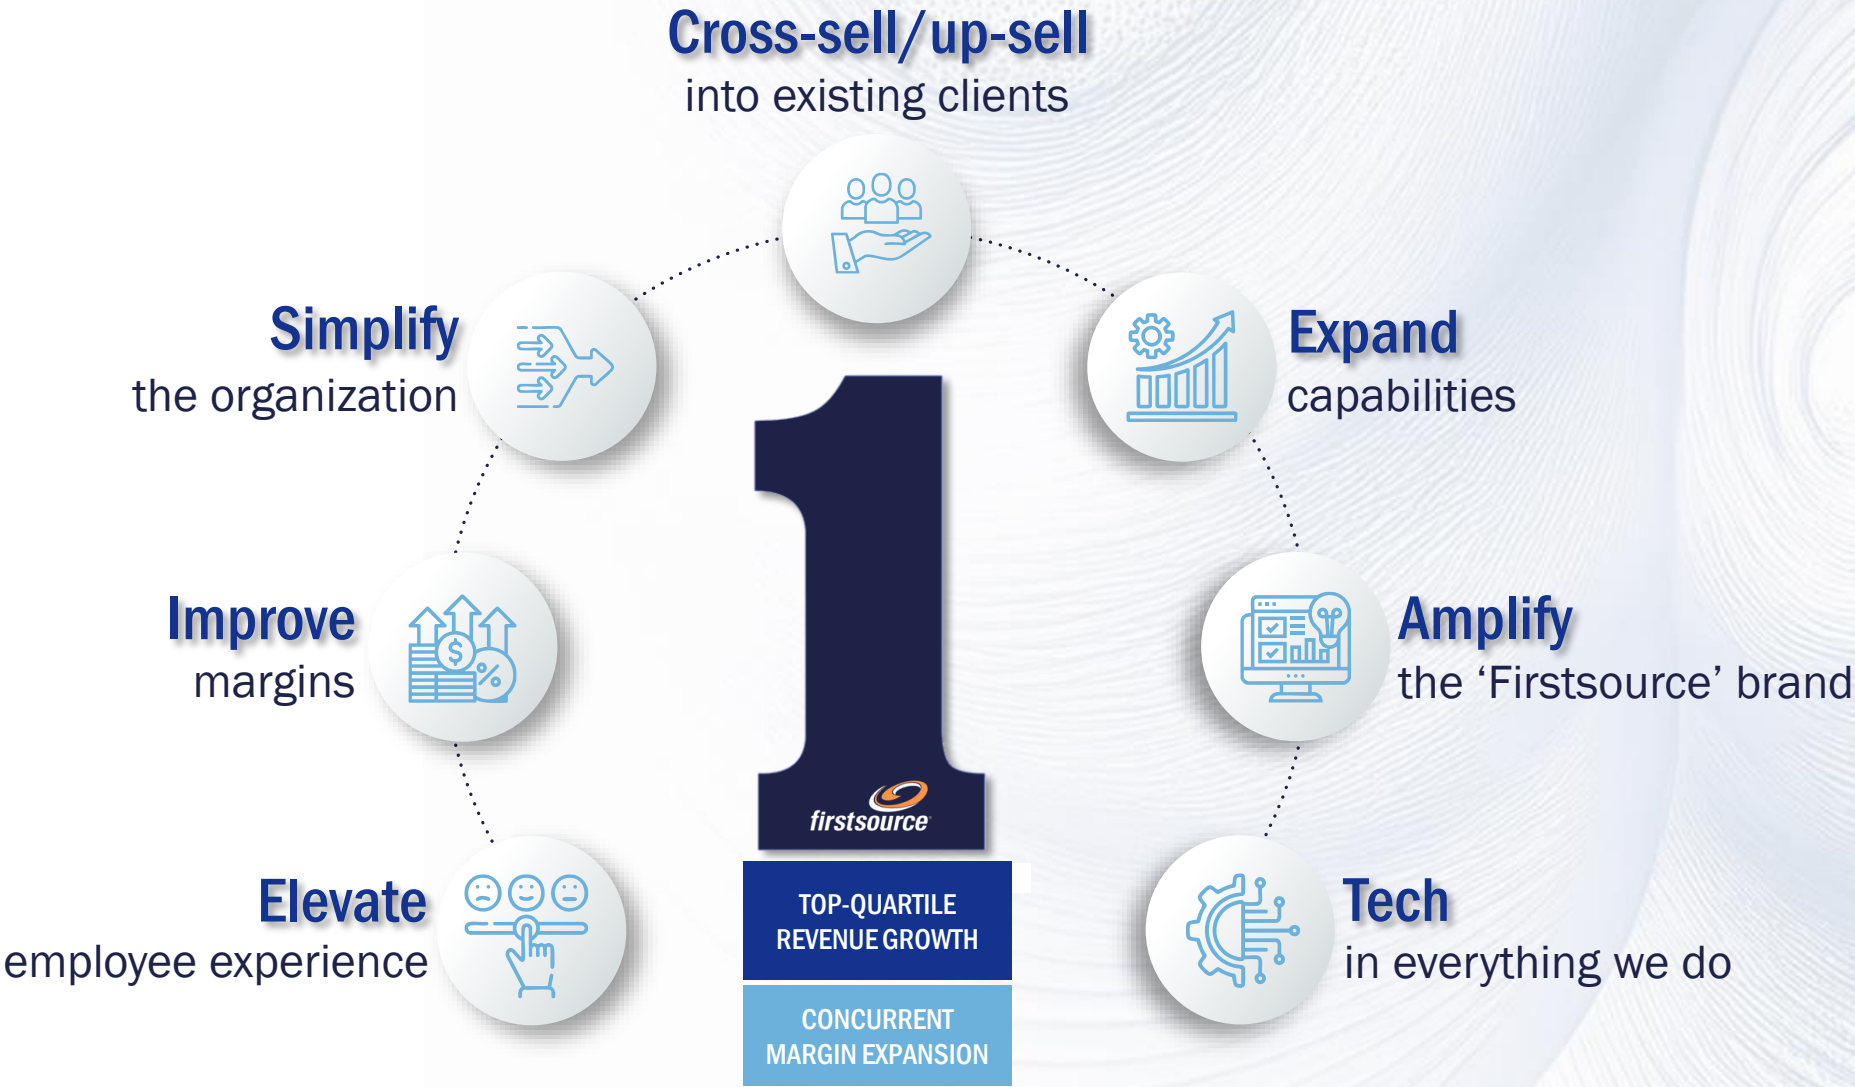 Cross-sell/up-sell
into existing clients
Simplify
the organization
Expand
capabilities
Improve
margins
Amplify
the ‘Firstsource’ brand
Elevate
employee experience
Tech
in everything we do
$
%
firstsource
TOP-QUARTILE
REVENUE GROWTH
CONCURRENT
MARGIN EXPANSION